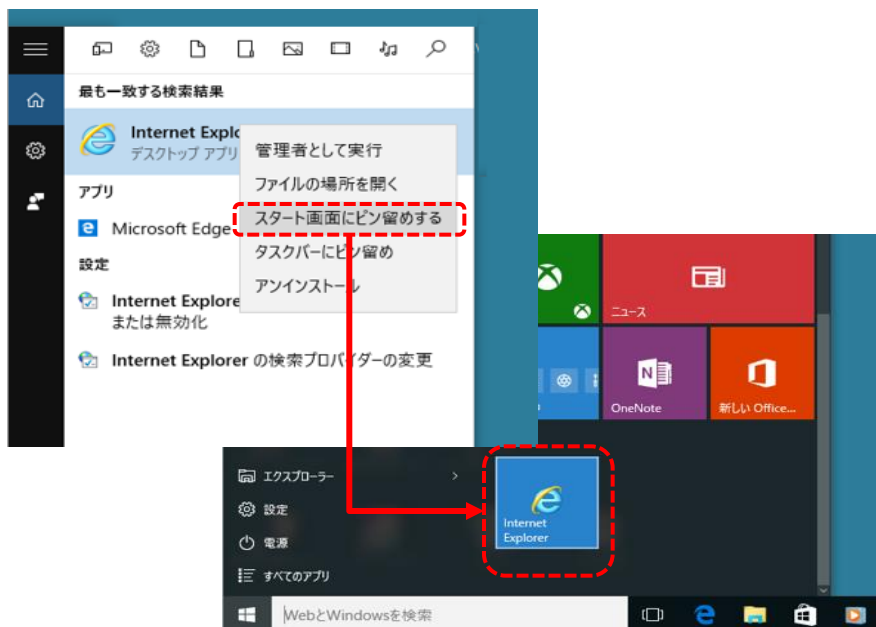 最も一致する検索結果
Internet Explo
デスクトップ アプリ
管理者として実行
ファイルの場所を開く
スタート画面にピン留めする
タスクバーにピン留め
アンインストール
アプリ
Microsoft Edge
設定
Internet Explore
または無効化
Internet Explorer の検索プロバイダーの変更
ニュース
OneNote
新しい Office...
エクスプローラー
設定
電源
すべてのアプリ
Internet
Explorer
WebとWindowsを検索